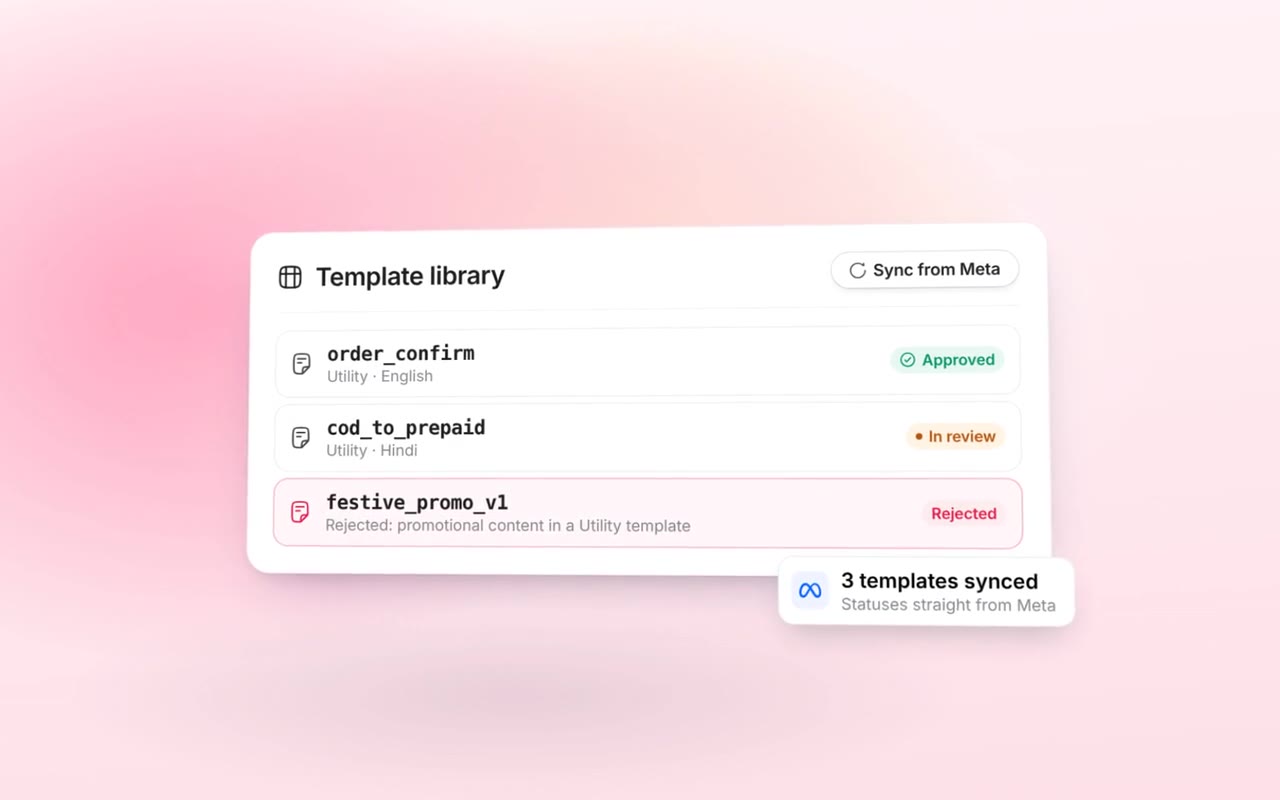 Template library
Sync from Meta
order_confirm
Utility · English
Approved
cod_to_prepaid
Utility · Hindi
In review
festive_promo_v1
Rejected: promotional content in a Utility template
Rejected
3 templates synced
Statuses straight from Meta